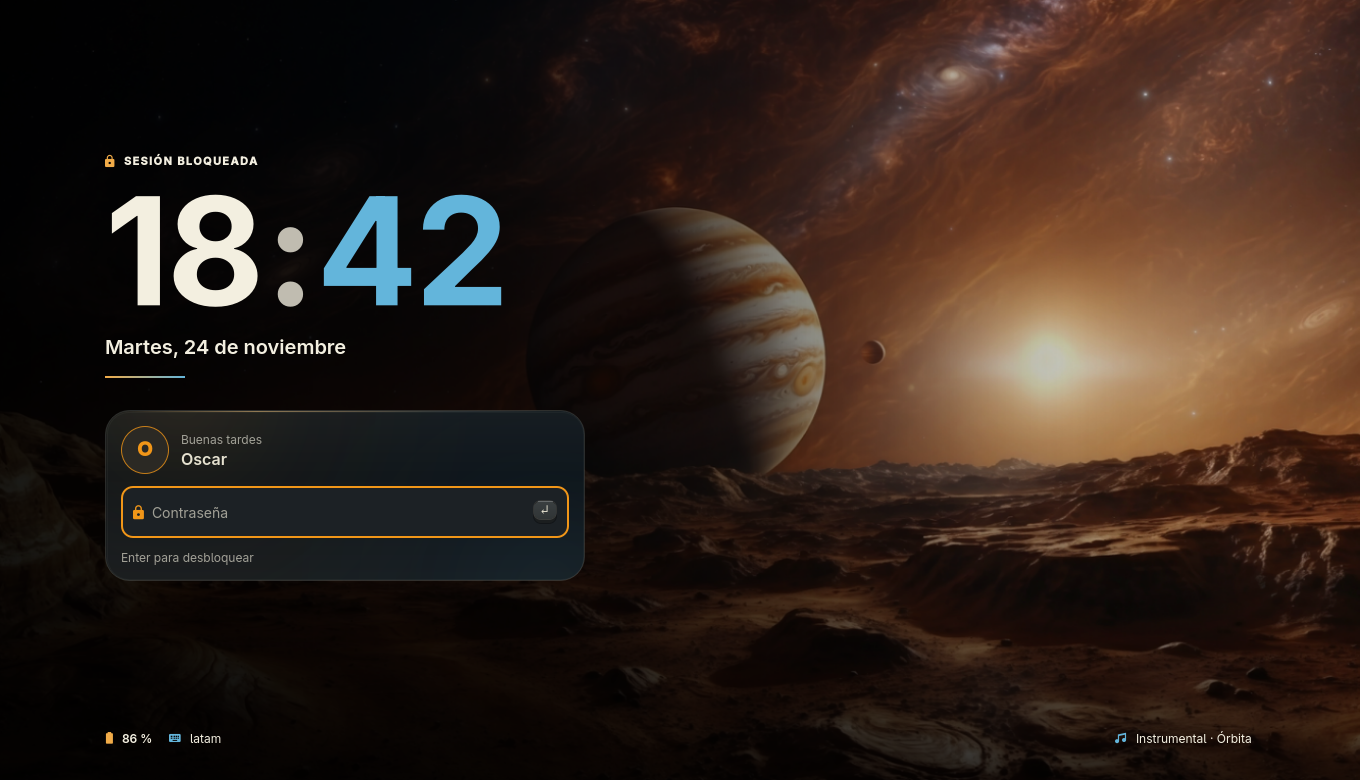 SESIÓN BLOQUEADA
18:42
Martes, 24 de noviembre
O
Buenas tardes
Oscar
Contraseña
Enter para desbloquear
86 %
latam
Instrumental · Órbita